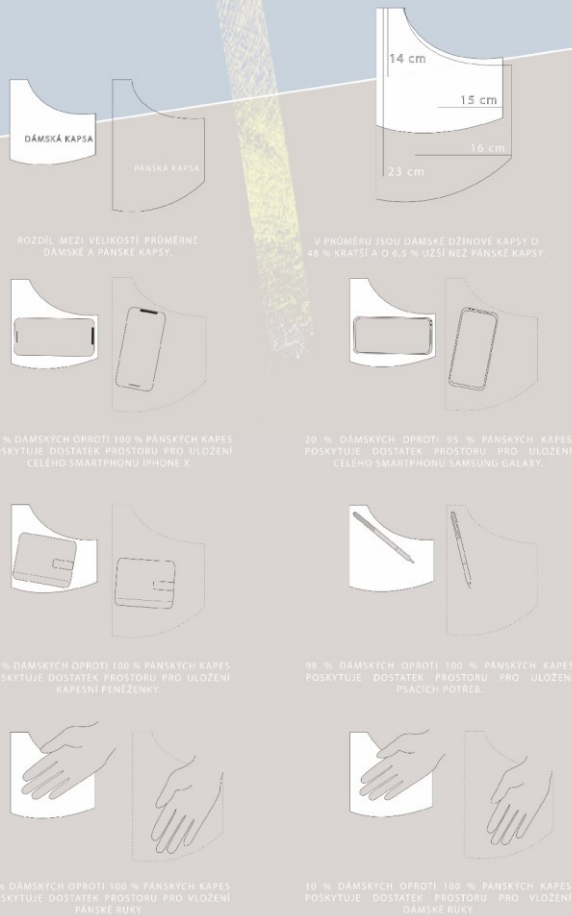 DÁMSKÁ KAPSA
PÁNSKÁ KAPSA
ROZDÍL MEZI VELIKOSTÍ PRŮMĚRNÉ
DÁMSKÉ A PÁNSKÉ KAPSY.
14 cm
15 cm
16 cm
23 cm
V PRŮMĚRU JSOU DÁMSKÉ DŽÍNOVÉ KAPSY O
48 % KRATŠÍ A O 6,5 % UŽŠÍ NEŽ PÁNSKÉ KAPSY.
% DÁMSKÝCH OPROTI 100 % PÁNSKÝCH KAPES
OSKYTUJE DOSTATEK PROSTORU PRO ULOŽENÍ
CELÉHO SMARTPHONU IPHONE X.
20 % DÁMSKÝCH OPROTI 95 % PÁNSKÝCH KAPES
POSKYTUJE DOSTATEK PROSTORU PRO ULOŽENÍ
CELÉHO SMARTPHONU SAMSUNG GALAXY.
% DÁMSKÝCH OPROTI 100 % PÁNSKÝCH KAPES
OSKYTUJE DOSTATEK PROSTORU PRO ULOŽENÍ
KAPESNÍ PENĚŽENKY.
98 % DÁMSKÝCH OPROTI 100 % PÁNSKÝCH KAPES
POSKYTUJE DOSTATEK PROSTORU PRO ULOŽENÍ
PSACÍCH POTŘEB.
% DÁMSKÝCH OPROTI 100 % PÁNSKÝCH KAPES
OSKYTUJE DOSTATEK PROSTORU PRO VLOŽENÍ
PÁNSKÉ RUKY
10 % DÁMSKÝCH OPROTI 100 % PÁNSKÝCH KAPES
POSKYTUJE DOSTATEK PROSTORU PRO VLOŽENÍ
DÁMSKÉ RUKY